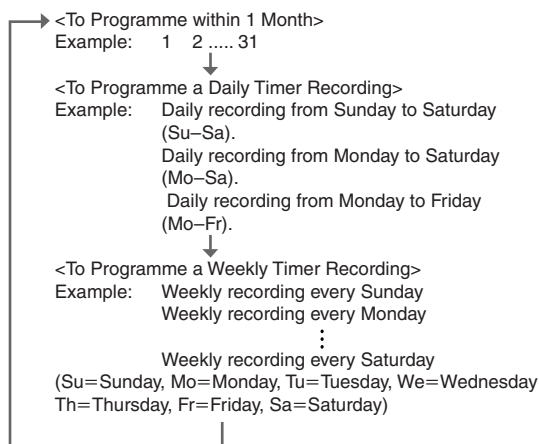 <To Programme within 1 Month>
Example: 1 2 ..... 31
<To Programme a Daily Timer Recording>
Example: Daily recording from Sunday to Saturday
(Su–Sa).
Daily recording from Monday to Saturday
(Mo–Sa).
Daily recording from Monday to Friday
(Mo–Fr).
<To Programme a Weekly Timer Recording>
Example: Weekly recording every Sunday
Weekly recording every Monday
⋮
Weekly recording every Saturday
(Su=Sunday, Mo=Monday, Tu=Tuesday, We=Wednesday
Th=Thursday, Fr=Friday, Sa=Saturday)